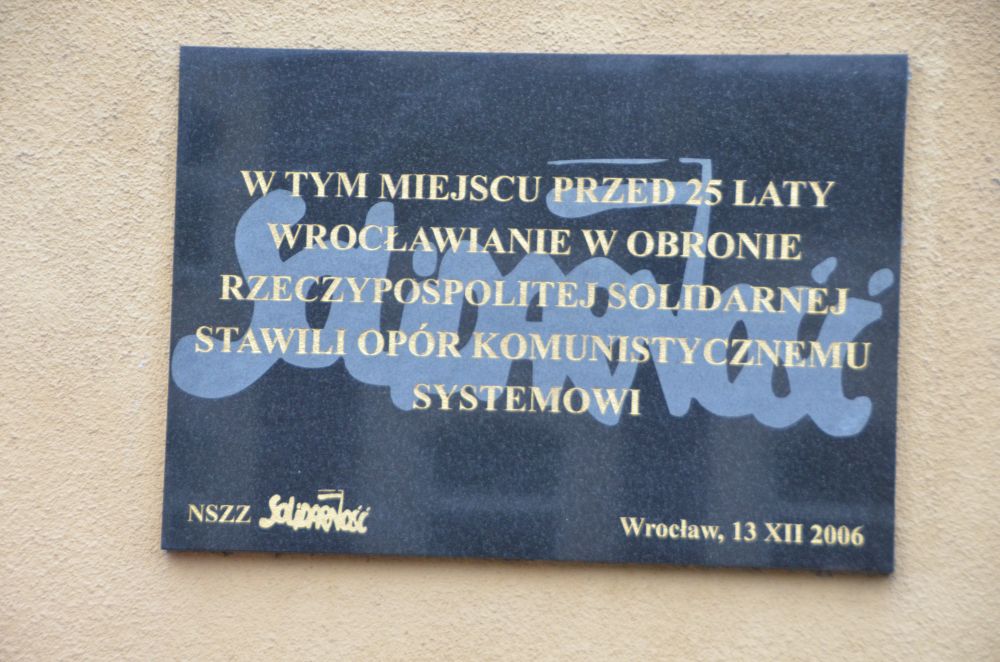 W TYM MIEJSCU PRZED 25 LATY
WROCŁAWIANIE W OBRONIE
RZECZYPOSPOLITEJ SOLIDARNEJ
STAWILI OPÓR KOMUNISTYCZNEMU
SYSTEMOWI
Solidarność
NSZZ Solidarność
Wrocław, 13 XII 2006